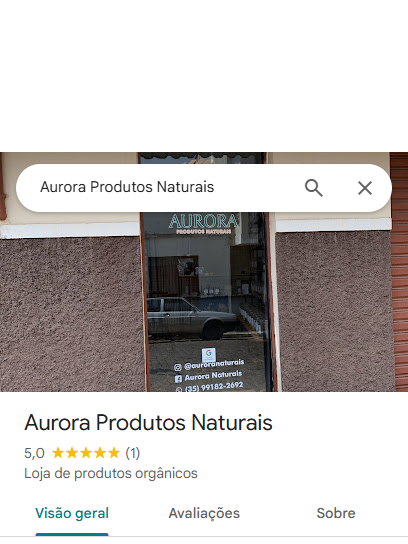 Aurora Produtos Naturais
AURORA
PRODUTOS NATURAIS
G
@auroranaturais
Aurora Naturais
(35) 99182-2692
Aurora Produtos Naturais
5,0 ★★★★★ (1)
Loja de produtos orgânicos
Visão geral Avaliações Sobre